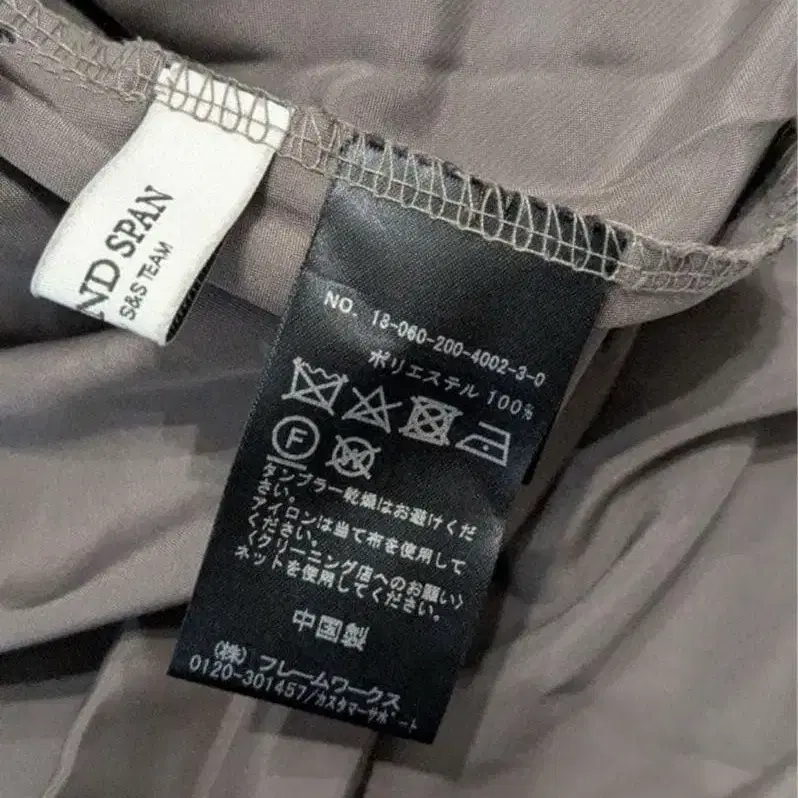 ND SPAN
S&S TEAM
NO. 18-060-200-4002-3-0
ポリエステル 100%
F
タンブラー乾燥はお避けくだ
さい。
アイロンは当て布を使用して
ください。
〈クリーニング店へのお願い〉
ネットを使用してください。
中国製
(株) フレームワークス
0120-301457/カスタマーサポート